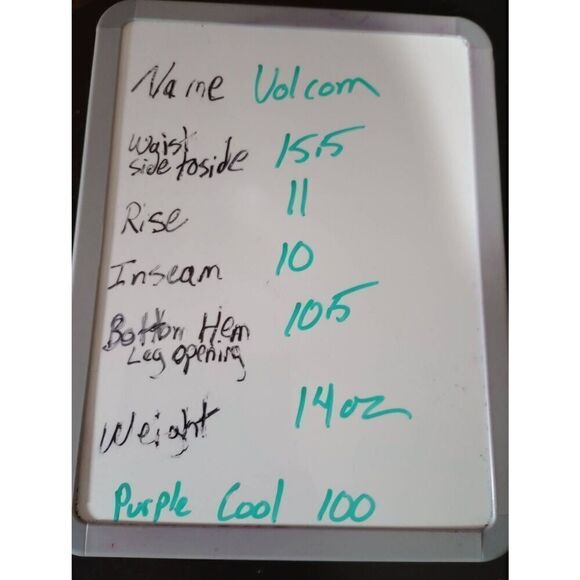 Name Volcom
Waist
side to side 15.5
Rise 11
Inseam 10
Bottom Hem 10.5
Leg opening
Weight 14oz
Purple Cool 100